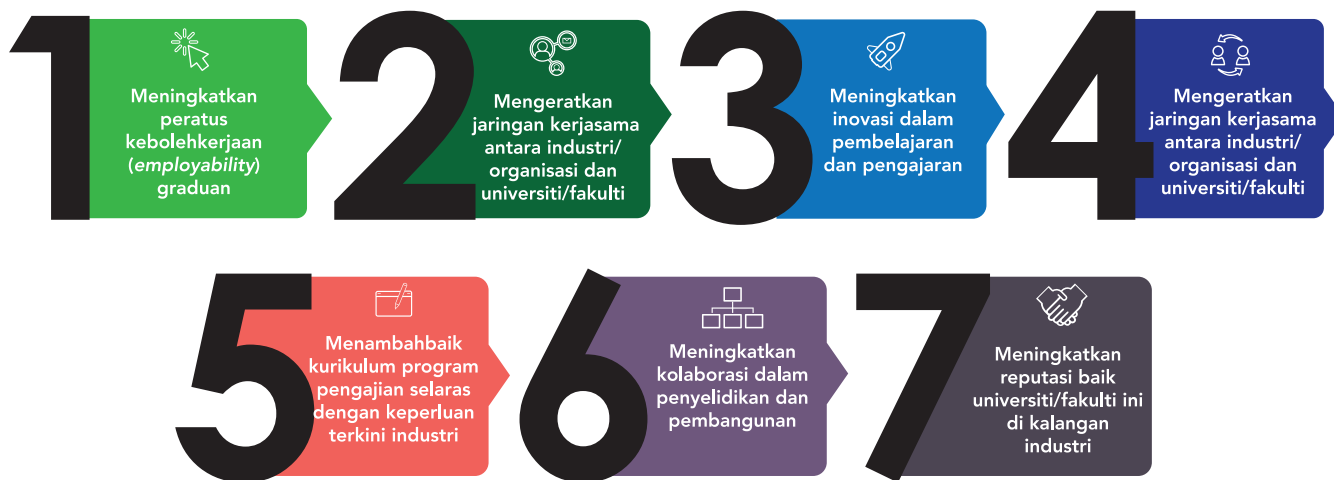 1
Meningkatkan
peratus
kebolehkerjaan
(employability)
graduan
2
Mengeratkan
jaringan kerjasama
antara industri/
organisasi dan
universiti/fakulti
3
Meningkatkan
inovasi dalam
pembelajaran
dan pengajaran
4
Mengeratkan
jaringan kerjasama
antara industri/
organisasi dan
universiti/fakulti
5
Menambahbaik
kurikulum program
pengajian selaras
dengan keperluan
terkini industri
6
Meningkatkan
kolaborasi dalam
penyelidikan dan
pembangunan
7
Meningkatkan
reputasi baik
universiti/fakulti ini
di kalangan
industri